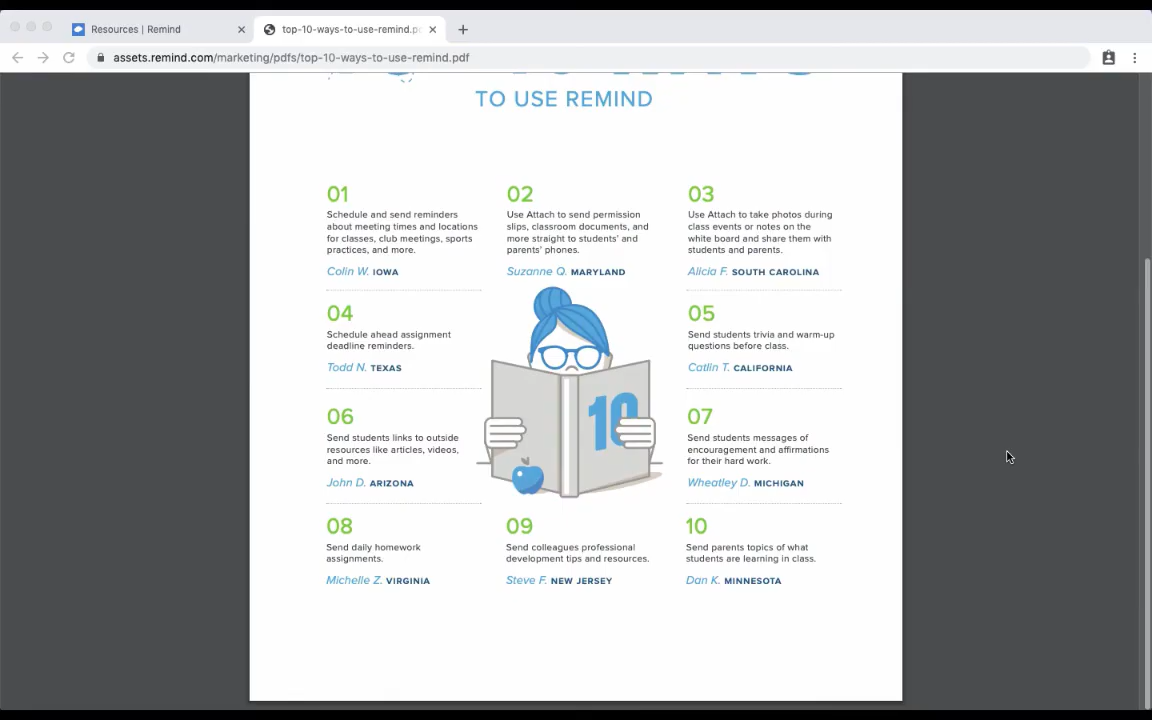 Resources | Remind
top-10-ways-to-use-remind.pd
assets.remind.com/marketing/pdfs/top-10-ways-to-use-remind.pdf
TO USE REMIND
01
Schedule and send reminders
about meeting times and locations
for classes, club meetings, sports
practices, and more.
Colin W. IOWA
02
Use Attach to send permission
slips, classroom documents, and
more straight to students' and
parents' phones.
Suzanne Q. MARYLAND
03
Use Attach to take photos during
class events or notes on the
white board and share them with
students and parents.
Alicia F. SOUTH CAROLINA
04
Schedule ahead assignment
deadline reminders.
Todd N. TEXAS
10
05
Send students trivia and warm-up
questions before class.
Catlin T. CALIFORNIA
06
Send students links to outside
resources like articles, videos,
and more.
John D. ARIZONA
07
Send students messages of
encouragement and affirmations
for their hard work.
Wheatley D. MICHIGAN
08
Send daily homework
assignments.
Michelle Z. VIRGINIA
09
Send colleagues professional
development tips and resources.
Steve F. NEW JERSEY
10
Send parents topics of what
students are learning in class.
Dan K. MINNESOTA